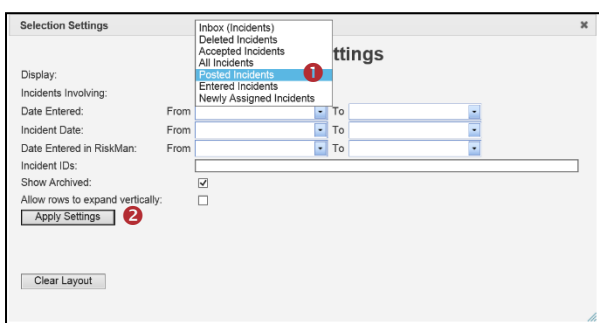 Selection Settings
Inbox (Incidents)
Deleted Incidents
Accepted Incidents
All Incidents
Posted Incidents 1
Entered Incidents
Newly Assigned Incidents
ttings
Display:
Incidents Involving:
Date Entered: From To
Incident Date: From To
Date Entered in RiskMan: From To
Incident IDs:
Show Archived:
Allow rows to expand vertically:
Apply Settings 2
Clear Layout